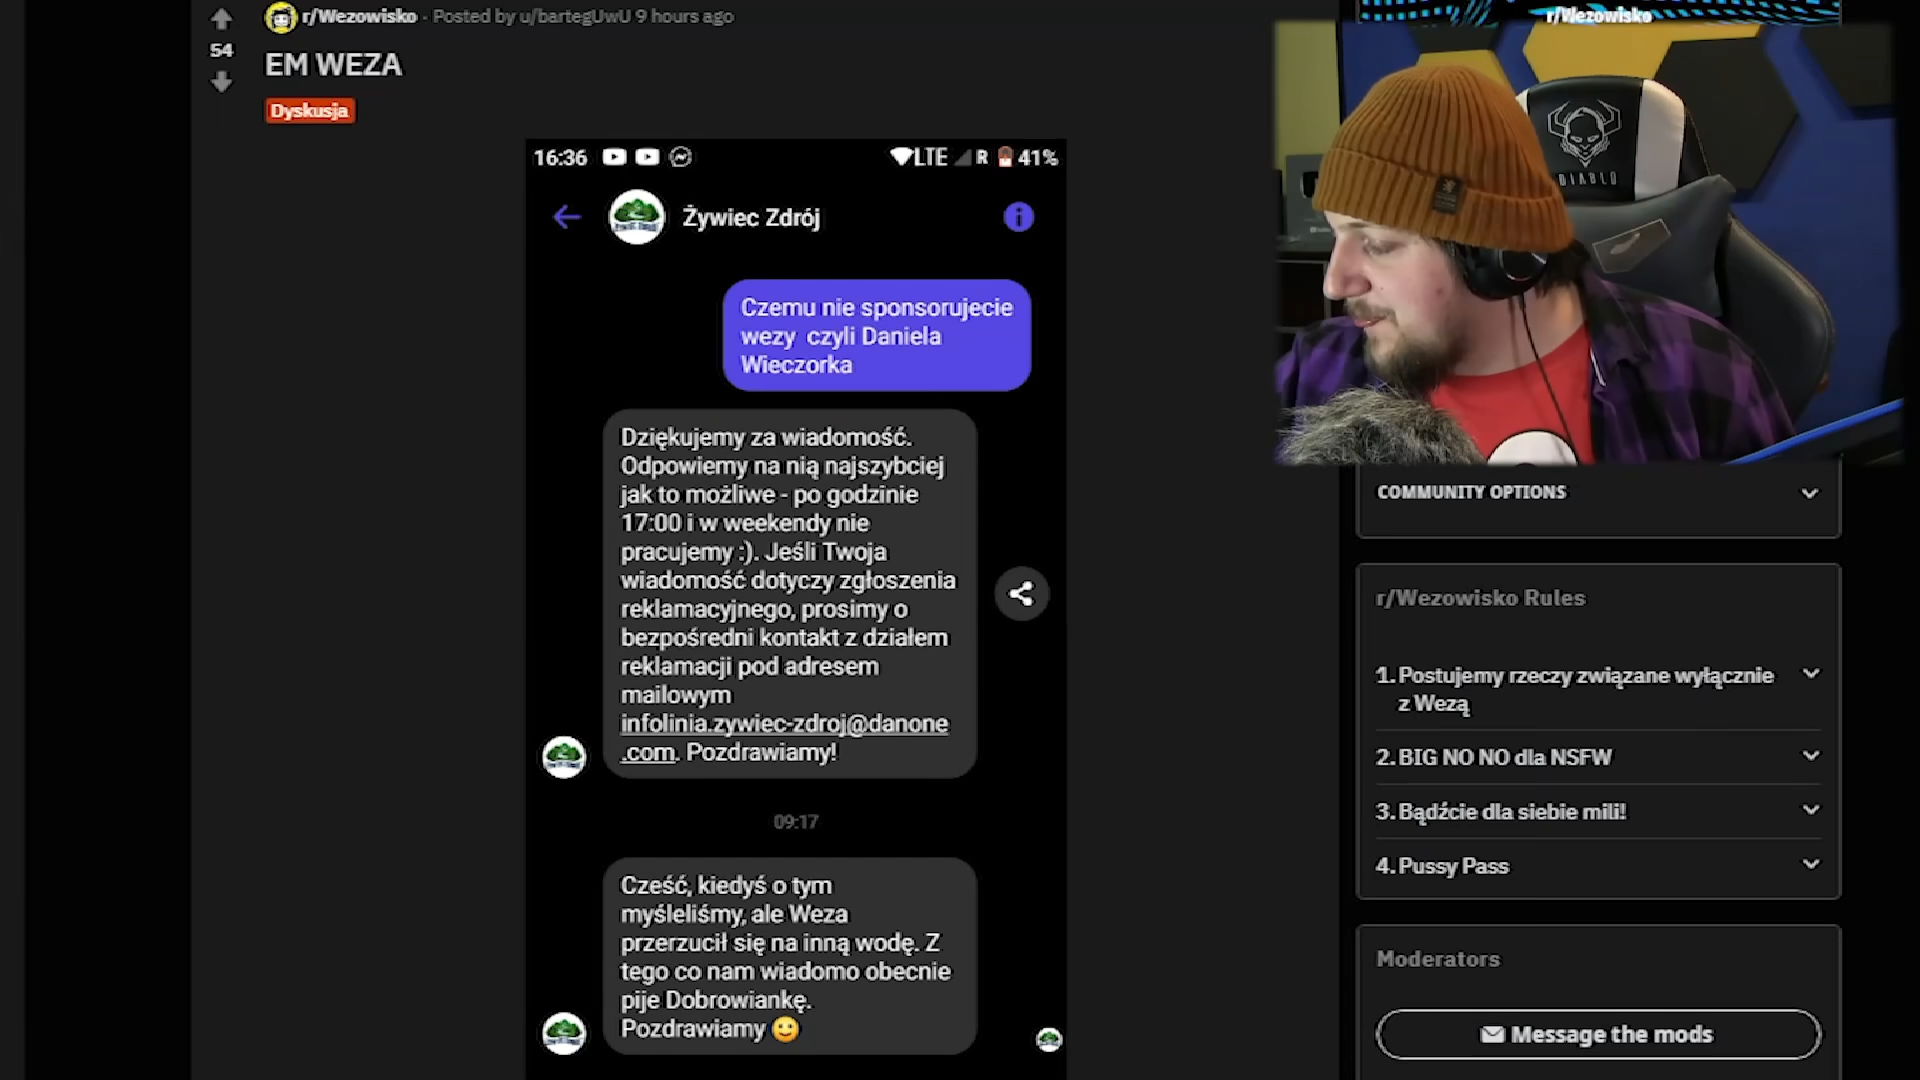 r/Wezowisko · Posted by u/bartegUwU 9 hours ago
54
EM WEZA
Dyskusja
16:36
LTE R 41%
Żywiec Zdrój
Czemu nie sponsorujecie
wezy czyli Daniela
Wieczorka
Dziękujemy za wiadomość.
Odpowiemy na nią najszybciej
jak to możliwe - po godzinie
17:00 i w weekendy nie
pracujemy :). Jeśli Twoja
wiadomość dotyczy zgłoszenia
reklamacyjnego, prosimy o
bezpośredni kontakt z działem
reklamacji pod adresem
mailowym
infolinia.zywiec-zdroj@danone
.com. Pozdrawiamy!
09:17
Cześć, kiedyś o tym
myśleliśmy, ale Weza
przerzucił się na inną wodę. Z
tego co nam wiadomo obecnie
pije Dobrowiankę.
Pozdrawiamy 🙂
r/Wezowisko
DIABLO
COMMUNITY OPTIONS
r/Wezowisko Rules
1. Postujemy rzeczy związane wyłącznie
z Wezą
2. BIG NO NO dla NSFW
3. Bądźcie dla siebie mili!
4. Pussy Pass
Moderators
Message the mods